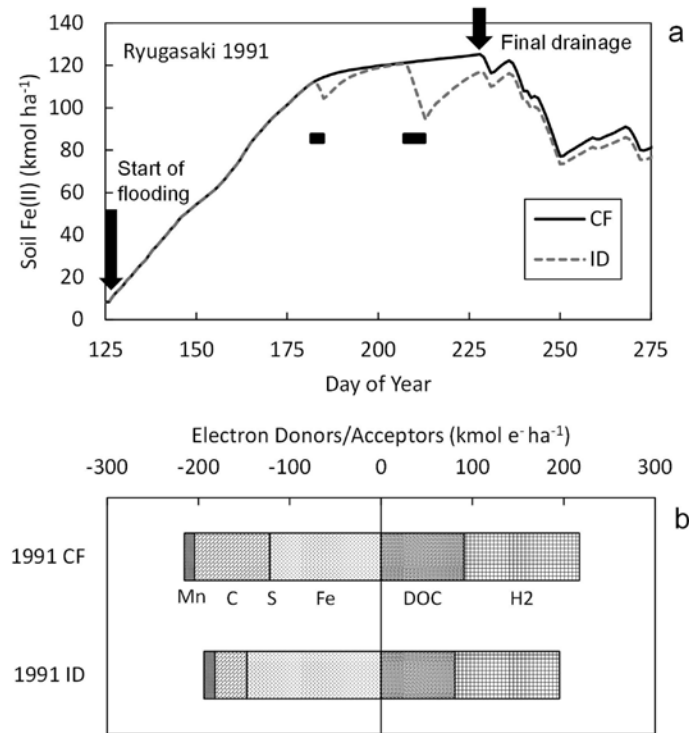 140
120
100
80
60
40
20
0
Soil Fe(II) (kmol ha⁻¹)
Ryugasaki 1991
Final drainage
a
Start of
flooding
CF
ID
125 150 175 200 225 250 275
Day of Year
Electron Donors/Acceptors (kmol e⁻ ha⁻¹)
-300 -200 -100 0 100 200 300
b
1991 CF
Mn C S Fe DOC H2
1991 ID